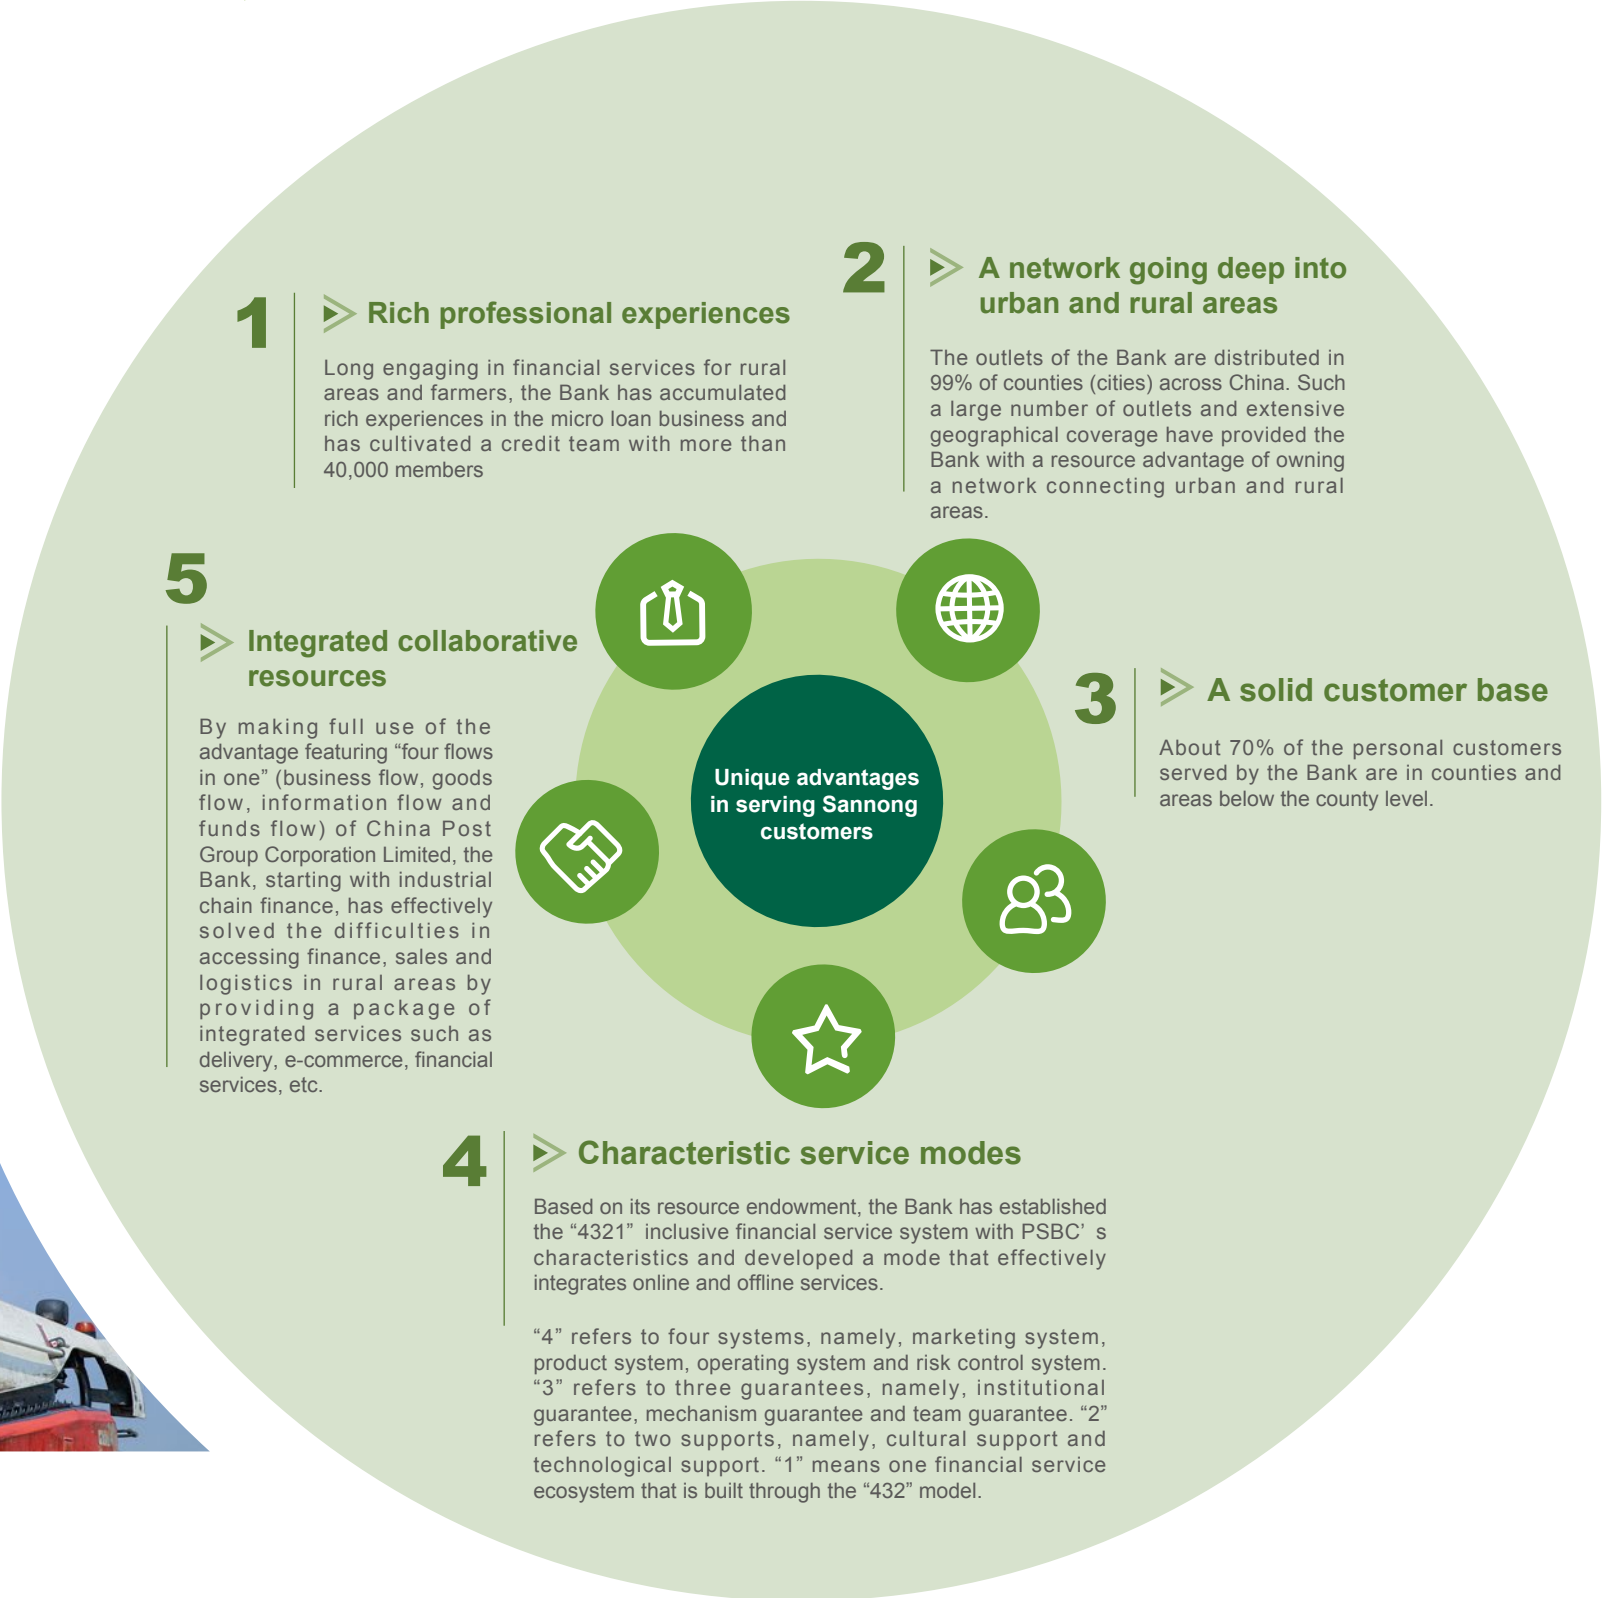 1
Rich professional experiences
Long engaging in financial services for rural
areas and farmers, the Bank has accumulated
rich experiences in the micro loan business and
has cultivated a credit team with more than
40,000 members
2
A network going deep into
urban and rural areas
The outlets of the Bank are distributed in
99% of counties (cities) across China. Such
a large number of outlets and extensive
geographical coverage have provided the
Bank with a resource advantage of owning
a network connecting urban and rural
areas.
3
A solid customer base
About 70% of the personal customers
served by the Bank are in counties and
areas below the county level.
Unique advantages
in serving Sannong
customers
4
Characteristic service modes
Based on its resource endowment, the Bank has established
the “4321” inclusive financial service system with PSBC’ s
characteristics and developed a mode that effectively
integrates online and offline services.
“4” refers to four systems, namely, marketing system,
product system, operating system and risk control system.
“3” refers to three guarantees, namely, institutional
guarantee, mechanism guarantee and team guarantee. “2”
refers to two supports, namely, cultural support and
technological support. “1” means one financial service
ecosystem that is built through the “432” model.
5
Integrated collaborative
resources
By making full use of the
advantage featuring “four flows
in one” (business flow, goods
flow, information flow and
funds flow) of China Post
Group Corporation Limited, the
Bank, starting with industrial
chain finance, has effectively
solved the difficulties in
accessing finance, sales and
logistics in rural areas by
providing a package of
integrated services such as
delivery, e-commerce, financial
services, etc.